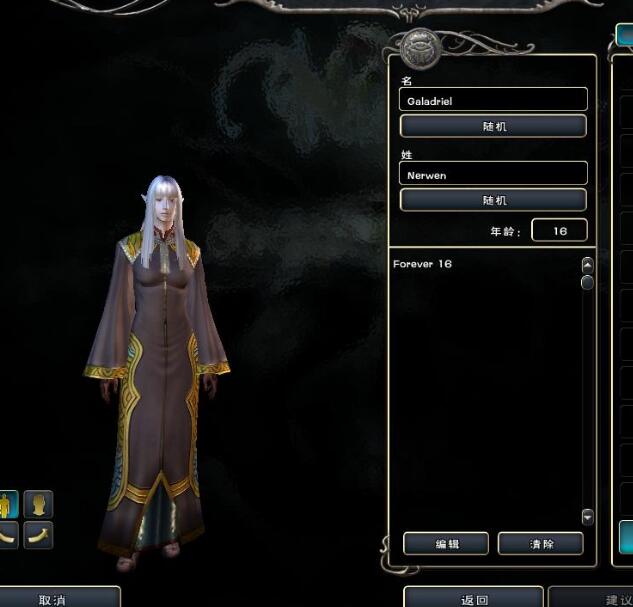 名
Galadriel
随机
姓
Nerwen
随机
年龄：
16
Forever 16
编辑
清除
取消
返回
建议